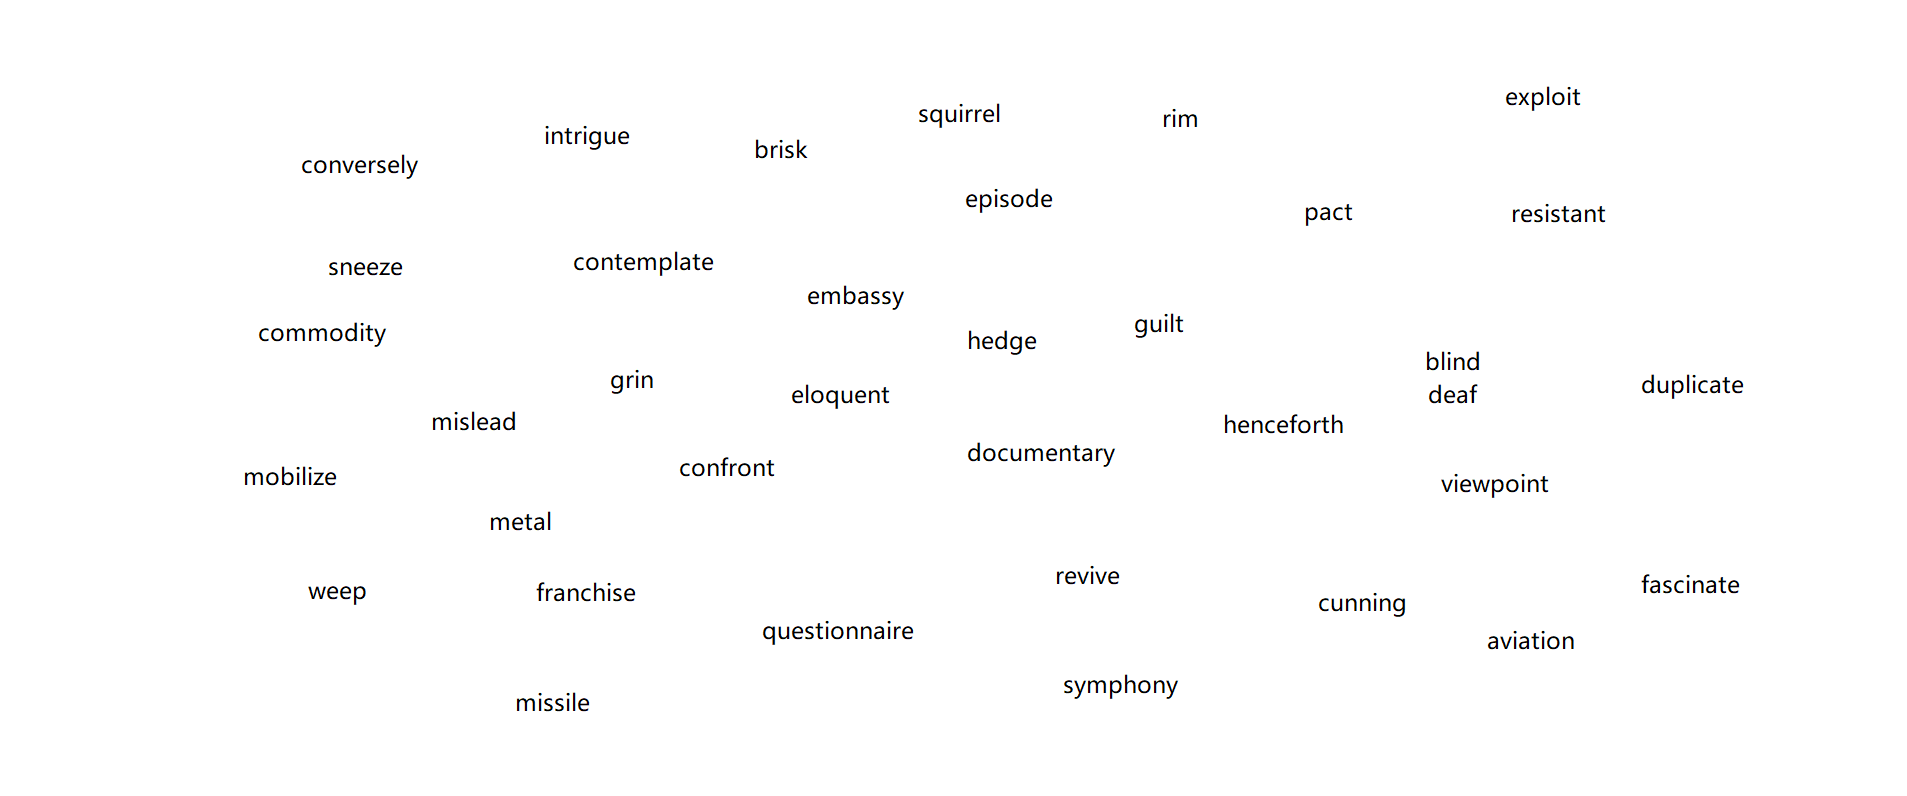 exploit
squirrel
rim
intrigue
brisk
conversely
episode
pact
resistant
contemplate
sneeze
embassy
guilt
commodity
hedge
blind
grin
duplicate
eloquent
deaf
mislead
henceforth
documentary
confront
mobilize
viewpoint
metal
revive
fascinate
weep
franchise
cunning
questionnaire
aviation
symphony
missile